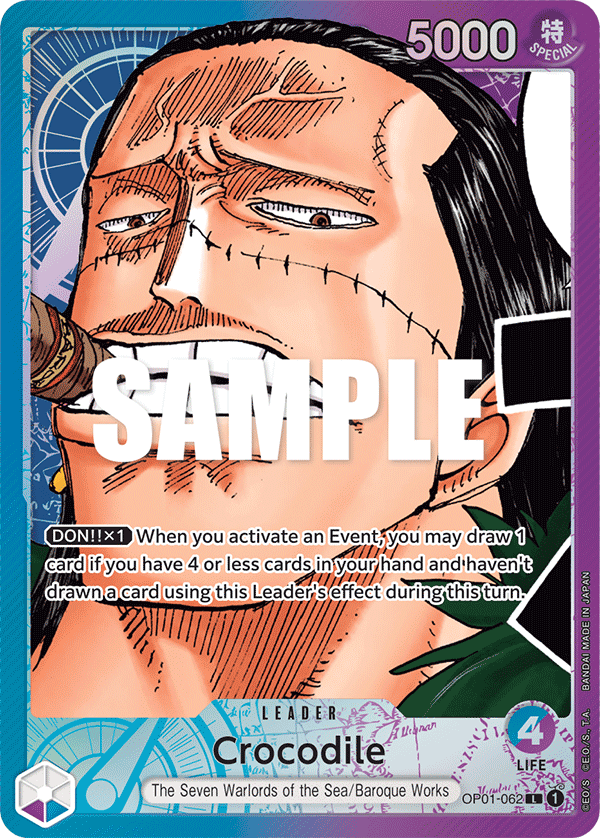 5000
特
SPECIAL
SAMPLE
DON!!×1 When you activate an Event, you may draw 1
card if you have 4 or less cards in your hand and haven't
drawn a card using this Leader's effect during this turn.
LEADER
Crocodile
4
LIFE
The Seven Warlords of the Sea/Baroque Works
OP01-062 L 1
©E.O/S. ©E.O./S.,T.A. BANDAI MADE IN JAPAN